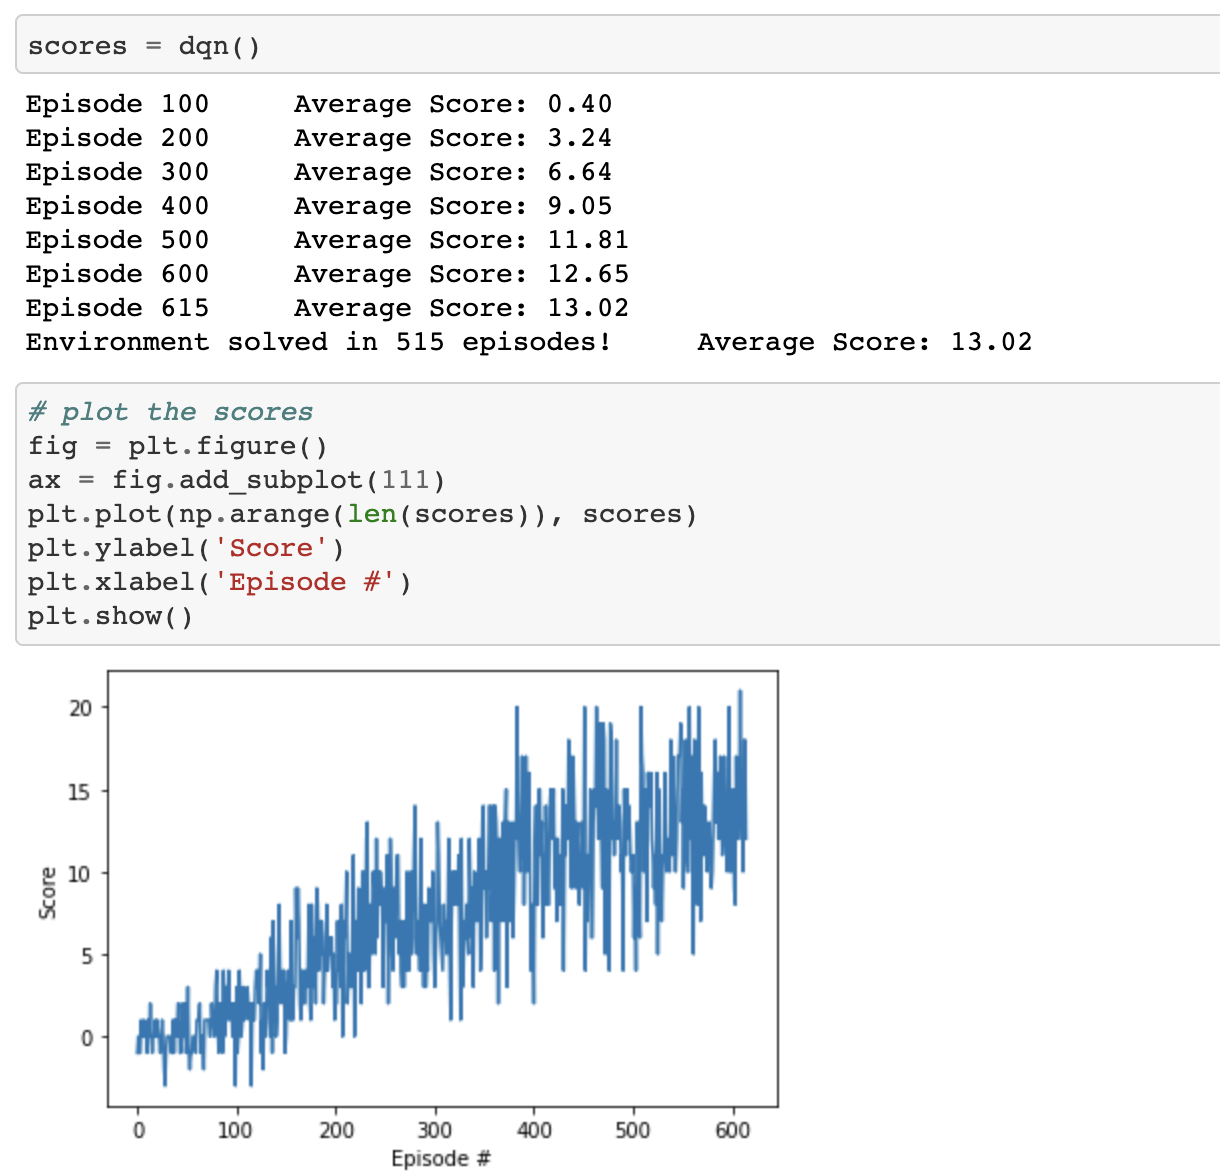 scores = dqn()
Episode 100     Average Score: 0.40
Episode 200     Average Score: 3.24
Episode 300     Average Score: 6.64
Episode 400     Average Score: 9.05
Episode 500     Average Score: 11.81
Episode 600     Average Score: 12.65
Episode 615     Average Score: 13.02
Environment solved in 515 episodes!     Average Score: 13.02
# plot the scores
fig = plt.figure()
ax = fig.add_subplot(111)
plt.plot(np.arange(len(scores)), scores)
plt.ylabel('Score')
plt.xlabel('Episode #')
plt.show()
20
15
10
5
0
Score
0 100 200 300 400 500 600
Episode #